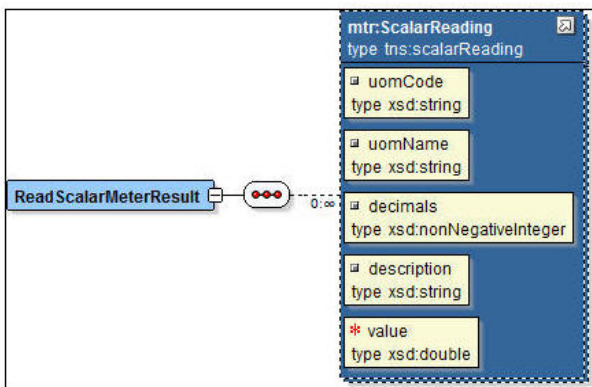 mtr:ScalarReading
type tns:scalarReading
uomCode
type xsd:string
uomName
type xsd:string
ReadScalarMeterResult
0:∞
decimals
type xsd:nonNegativeInteger
description
type xsd:string
* value
type xsd:double